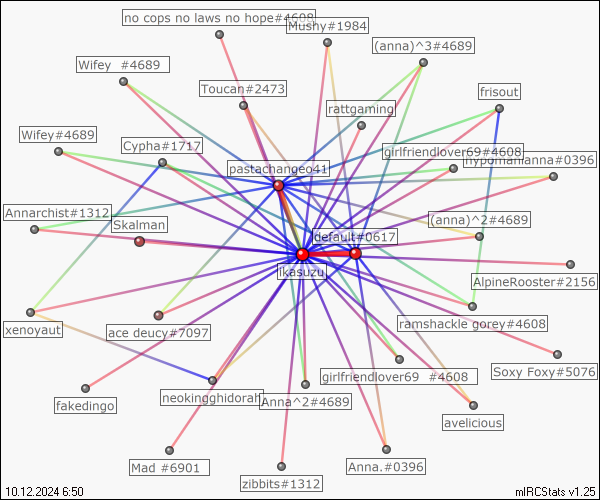 no cops no laws no hope#4608
Mushy#1984
(anna)^3#4689
Wifey #4689
Toucan#2473
frisout
rattgaming
Wifey#4689
Cypha#1717
girlfriendlover69#4608
hypomanianna#0396
pastachangeo41
Annarchist#1312
Skalman
(anna)^2#4689
default#0617
ikasuzu
AlpineRooster#2156
xenoyaut
ace deucy#7097
ramshackle gorey#4608
girlfriendlover69 #4608
Soxy Foxy#5076
fakedingo
neokingghidorah
Anna^2#4689
avelicious
Mad #6901
zibbits#1312
Anna.#0396
10.12.2024 6:50
mIRCStats v1.25